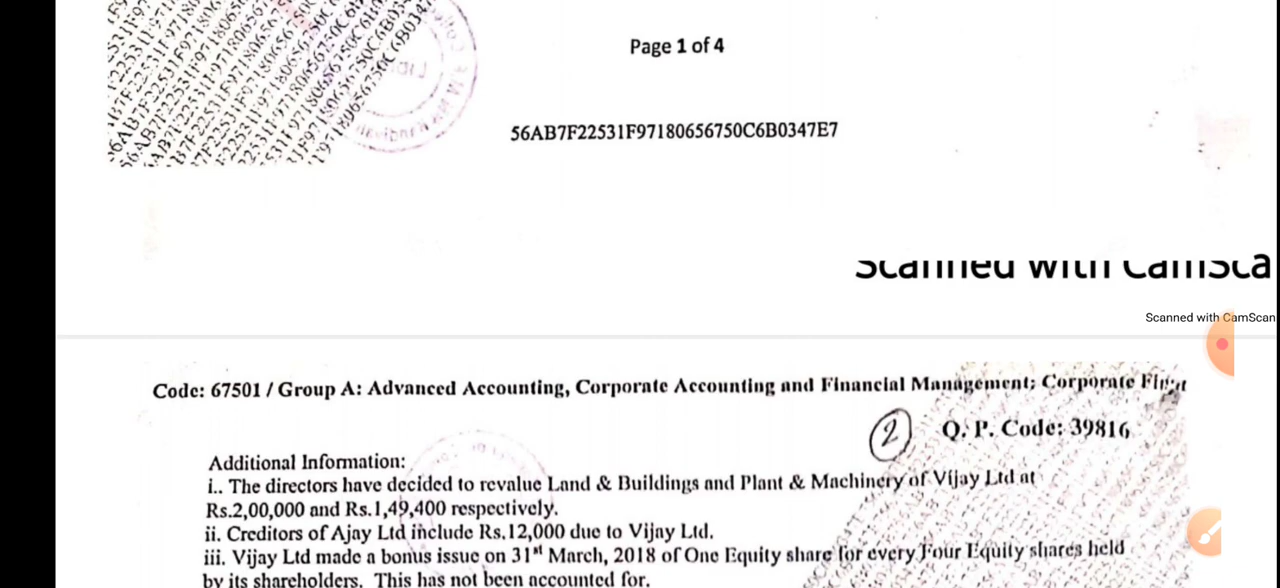 Page 1 of 4
56AB7F22531F97180656750C6B0347E7
Scanned with CamSca
Scanned with CamScan
Code: 67501 / Group A: Advanced Accounting, Corporate Accounting and Financial Management; Corporate
2 Q. P. Code: 39816
Additional Information:
i.. The directors have decided to revalue Land & Buildings and Plant & Machinery of Vijay Ltd at
Rs.2,00,000 and Rs.1,49,400 respectively.
ii. Creditors of Ajay Ltd include Rs.12,000 due to Vijay Ltd.
iii. Vijay Ltd made a bonus issue on 31st March, 2018 of One Equity share for every Four Equity shares held
by its shareholders. This has not been accounted for.